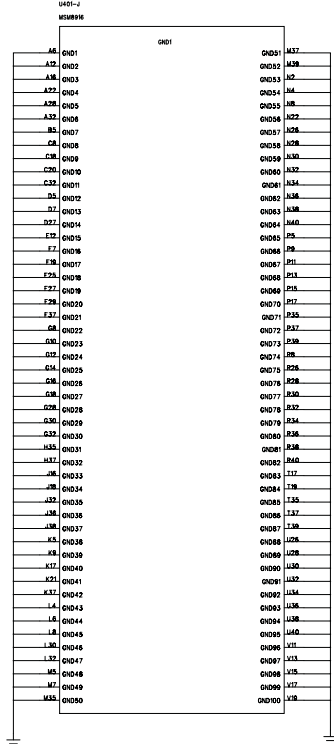 U401-J
MSM8916
GND1
A6 GND1 GND51 M37
A12 GND2 GND52 M39
A16 GND3 GND53 N2
A22 GND4 GND54 N4
A28 GND5 GND55 N8
A32 GND6 GND56 N22
B5 GND7 GND57 N26
C8 GND8 GND58 N28
C18 GND9 GND59 N30
C20 GND10 GND60 N32
C32 GND11 GND61 N34
D5 GND12 GND62 N36
D7 GND13 GND63 N38
D27 GND14 GND64 N40
E12 GND15 GND65 P5
F7 GND16 GND66 P9
F19 GND17 GND67 P11
F25 GND18 GND68 P13
F27 GND19 GND69 P15
F29 GND20 GND70 P17
F37 GND21 GND71 P35
G8 GND22 GND72 P37
G10 GND23 GND73 P39
G12 GND24 GND74 R8
G14 GND25 GND75 R26
G16 GND26 GND76 R28
G18 GND27 GND77 R30
G28 GND28 GND78 R32
G30 GND29 GND79 R34
G32 GND30 GND80 R36
H35 GND31 GND81 R38
H37 GND32 GND82 R40
J16 GND33 GND83 T17
J18 GND34 GND84 T19
J32 GND35 GND85 T35
J36 GND36 GND86 T37
J38 GND37 GND87 T39
K5 GND38 GND88 U26
K9 GND39 GND89 U28
K17 GND40 GND90 U30
K21 GND41 GND91 U32
K37 GND42 GND92 U34
L4 GND43 GND93 U36
L6 GND44 GND94 U38
L8 GND45 GND95 U40
L30 GND46 GND96 V11
L32 GND47 GND97 V13
M5 GND48 GND98 V15
M7 GND49 GND99 V17
M35 GND50 GND100 V19